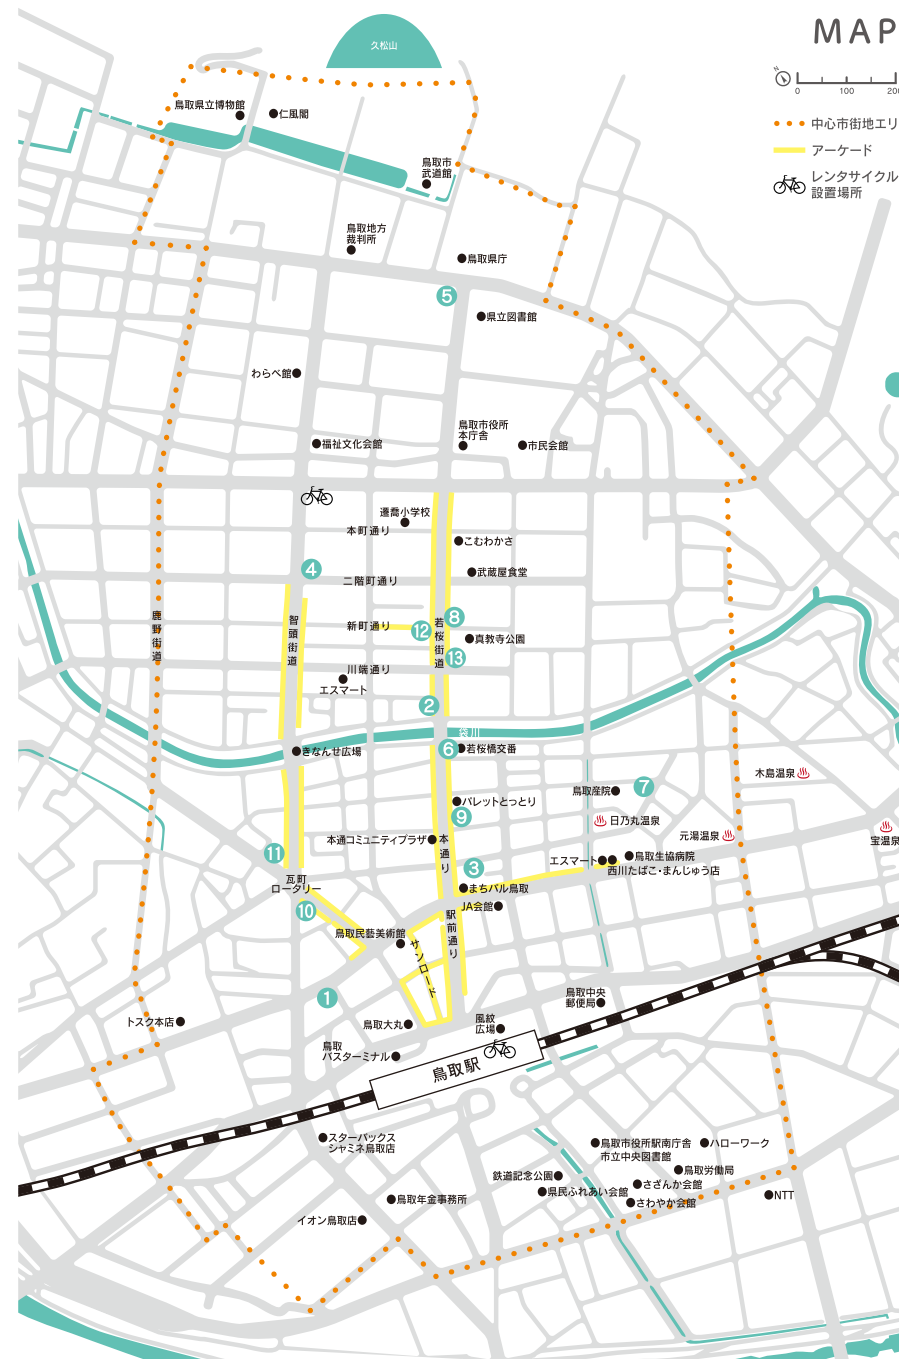 MAP
久松山
N
0 100 200
中心市街地エリ
アーケード
レンタサイクル
設置場所
鳥取県立博物館
仁風閣
鳥取市
武道館
鳥取地方
裁判所
鳥取県庁
5
県立図書館
わらべ館
鳥取市役所
本庁舎
福祉文化会館
市民会館
遷喬小学校
本町通り
こむわかさ
4
二階町通り
武蔵屋食堂
鹿野街道
智頭街道
新町通り
12
若桜街道
8
真教寺公園
13
川端通り
エスマート
2
袋川
きなんせ広場
6
若桜橋交番
木島温泉
鳥取産院
7
パレットとっとり
9
日乃丸温泉
元湯温泉
宝温泉
本通コミュニティプラザ
本通り
11
3
エスマート
鳥取生協病院
西川たばこ・まんじゅう店
瓦町
ロータリー
まちパル鳥取
10
JA会館
駅前通り
鳥取民藝美術館
サンロード
1
鳥取中央
郵便局
トスク本店
鳥取大丸
風紋
広場
鳥取
バスターミナル
鳥取駅
スターバックス
シャミネ鳥取店
鳥取市役所駅南庁舎
市立中央図書館
ハローワーク
鳥取労働局
鉄道記念公園
さざんか会館
県民ふれあい会館
さわやか会館
NTT
鳥取年金事務所
イオン鳥取店